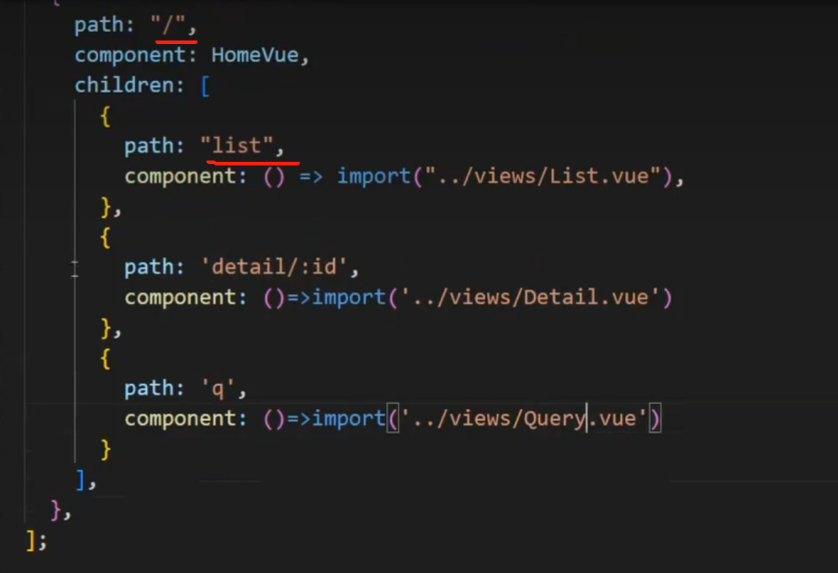 {
path: "/",
component: HomeVue,
children: [
{
path: "list",
component: () => import("../views/List.vue"),
},
{
path: 'detail/:id',
component: ()=>import('../views/Detail.vue')
},
{
path: 'q',
component: ()=>import('../views/Query.vue')
}
],
},
];